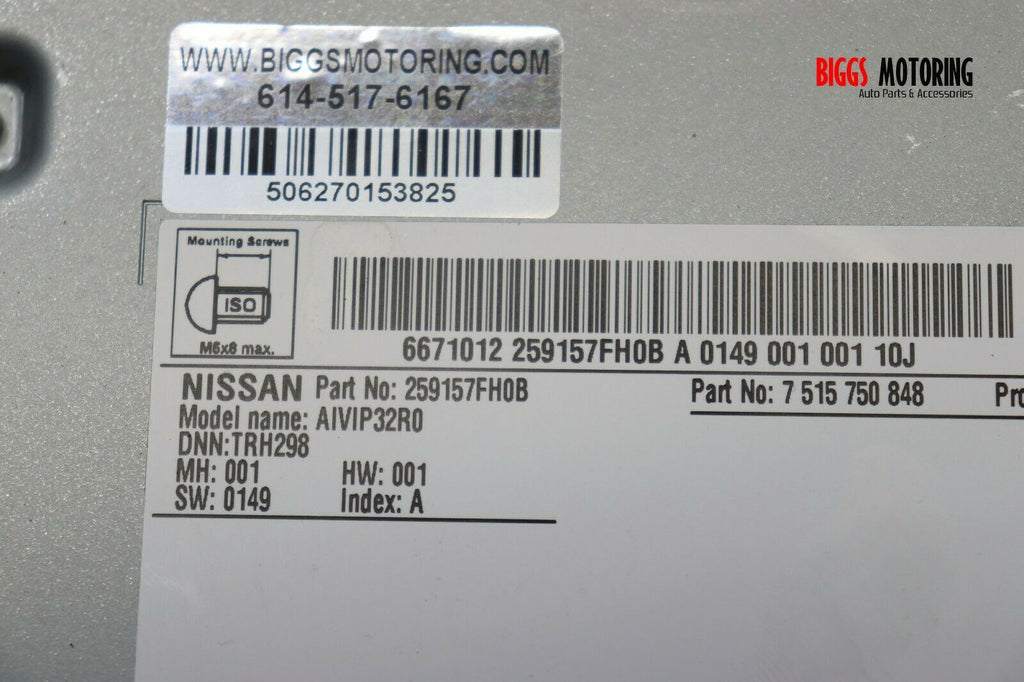 WWW.BIGGSMOTORING.COM
614-517-6167
506270153825
BIGGS MOTORING
Auto Parts & Accessories
Mounting Screws
ISO
M5x8 max.
6671012 259157FH0B A 0149 001 001 10J
NISSAN Part No: 259157FH0B
Part No: 7 515 750 848
Pro
Model name: AIVIP32R0
DNN:TRH298
MH: 001 HW: 001
SW: 0149 Index: A